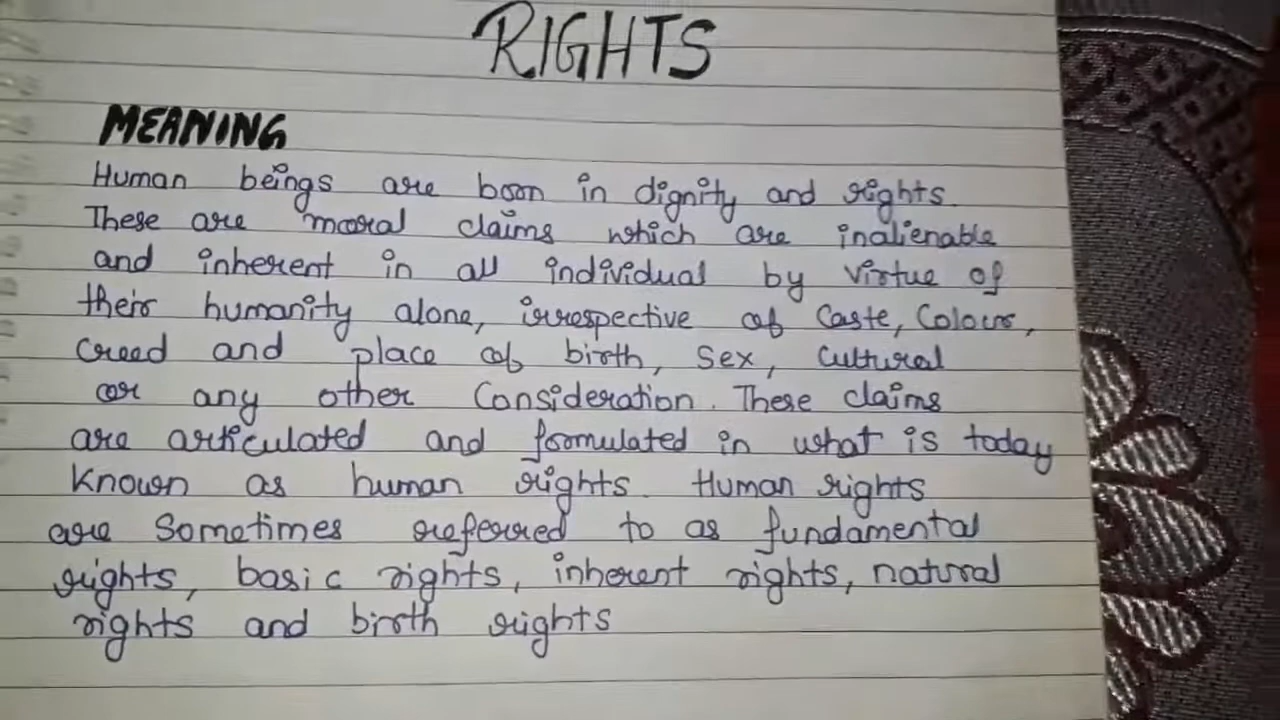 RIGHTS
MEANING
Human beings are born in dignity and rights.
These are moral claims which are inalienable
and inherent in all individual by virtue of
their humanity alone, irrespective of Caste, Colour,
Creed and place of birth, Sex, Cultural
or any other Consideration. These claims
are articulated and formulated in what is today
Known as human rights. Human rights
are Sometimes referred to as fundamental
rights, basic rights, inherent rights, natural
rights and birth rights